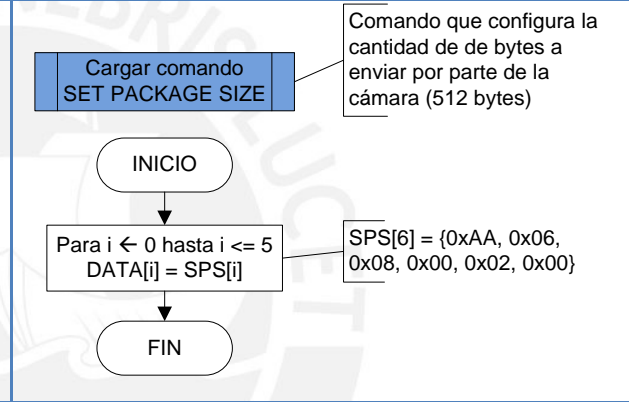 Comando que configura la
cantidad de de bytes a
enviar por parte de la
cámara (512 bytes)
Cargar comando
SET PACKAGE SIZE
INICIO
Para i ← 0 hasta i <= 5
DATA[i] = SPS[i]
SPS[6] = {0xAA, 0x06,
0x08, 0x00, 0x02, 0x00}
FIN